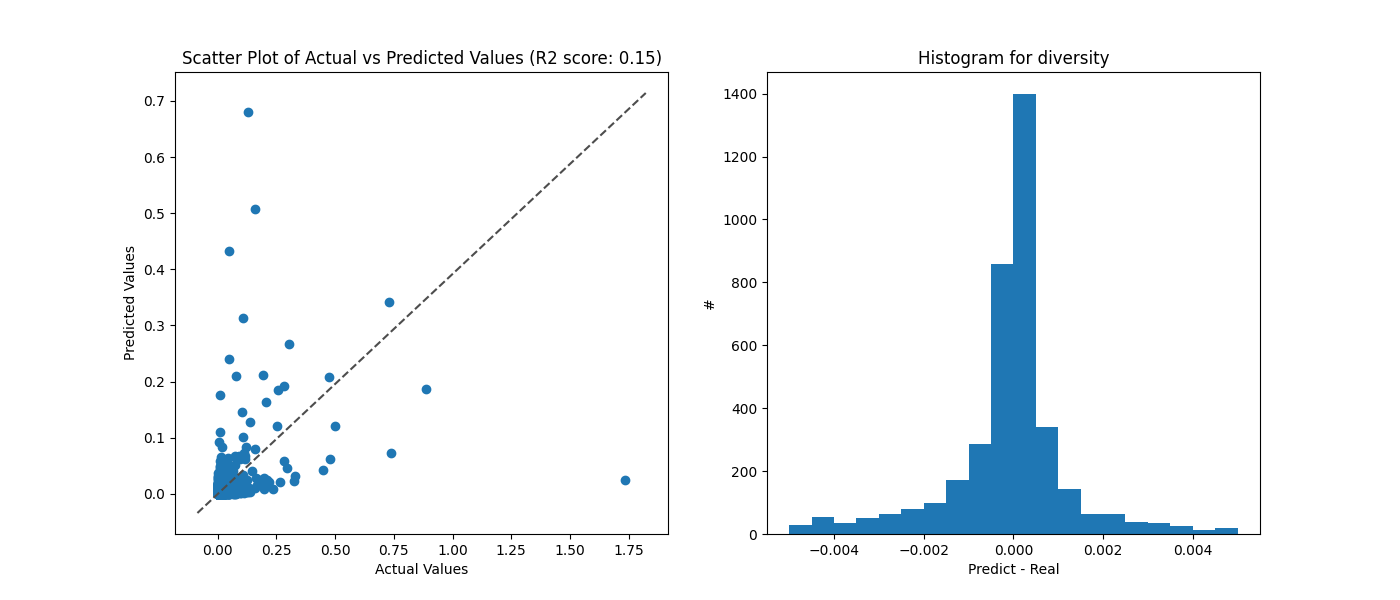 Scatter Plot of Actual vs Predicted Values (R2 score: 0.15)
0.7
0.6
0.5
0.4
0.3
0.2
0.1
0.0
Predicted Values
0.00 0.25 0.50 0.75 1.00 1.25 1.50 1.75
Actual Values
Histogram for diversity
1400
1200
1000
800
600
400
200
0
#
−0.004 −0.002 0.000 0.002 0.004
Predict - Real